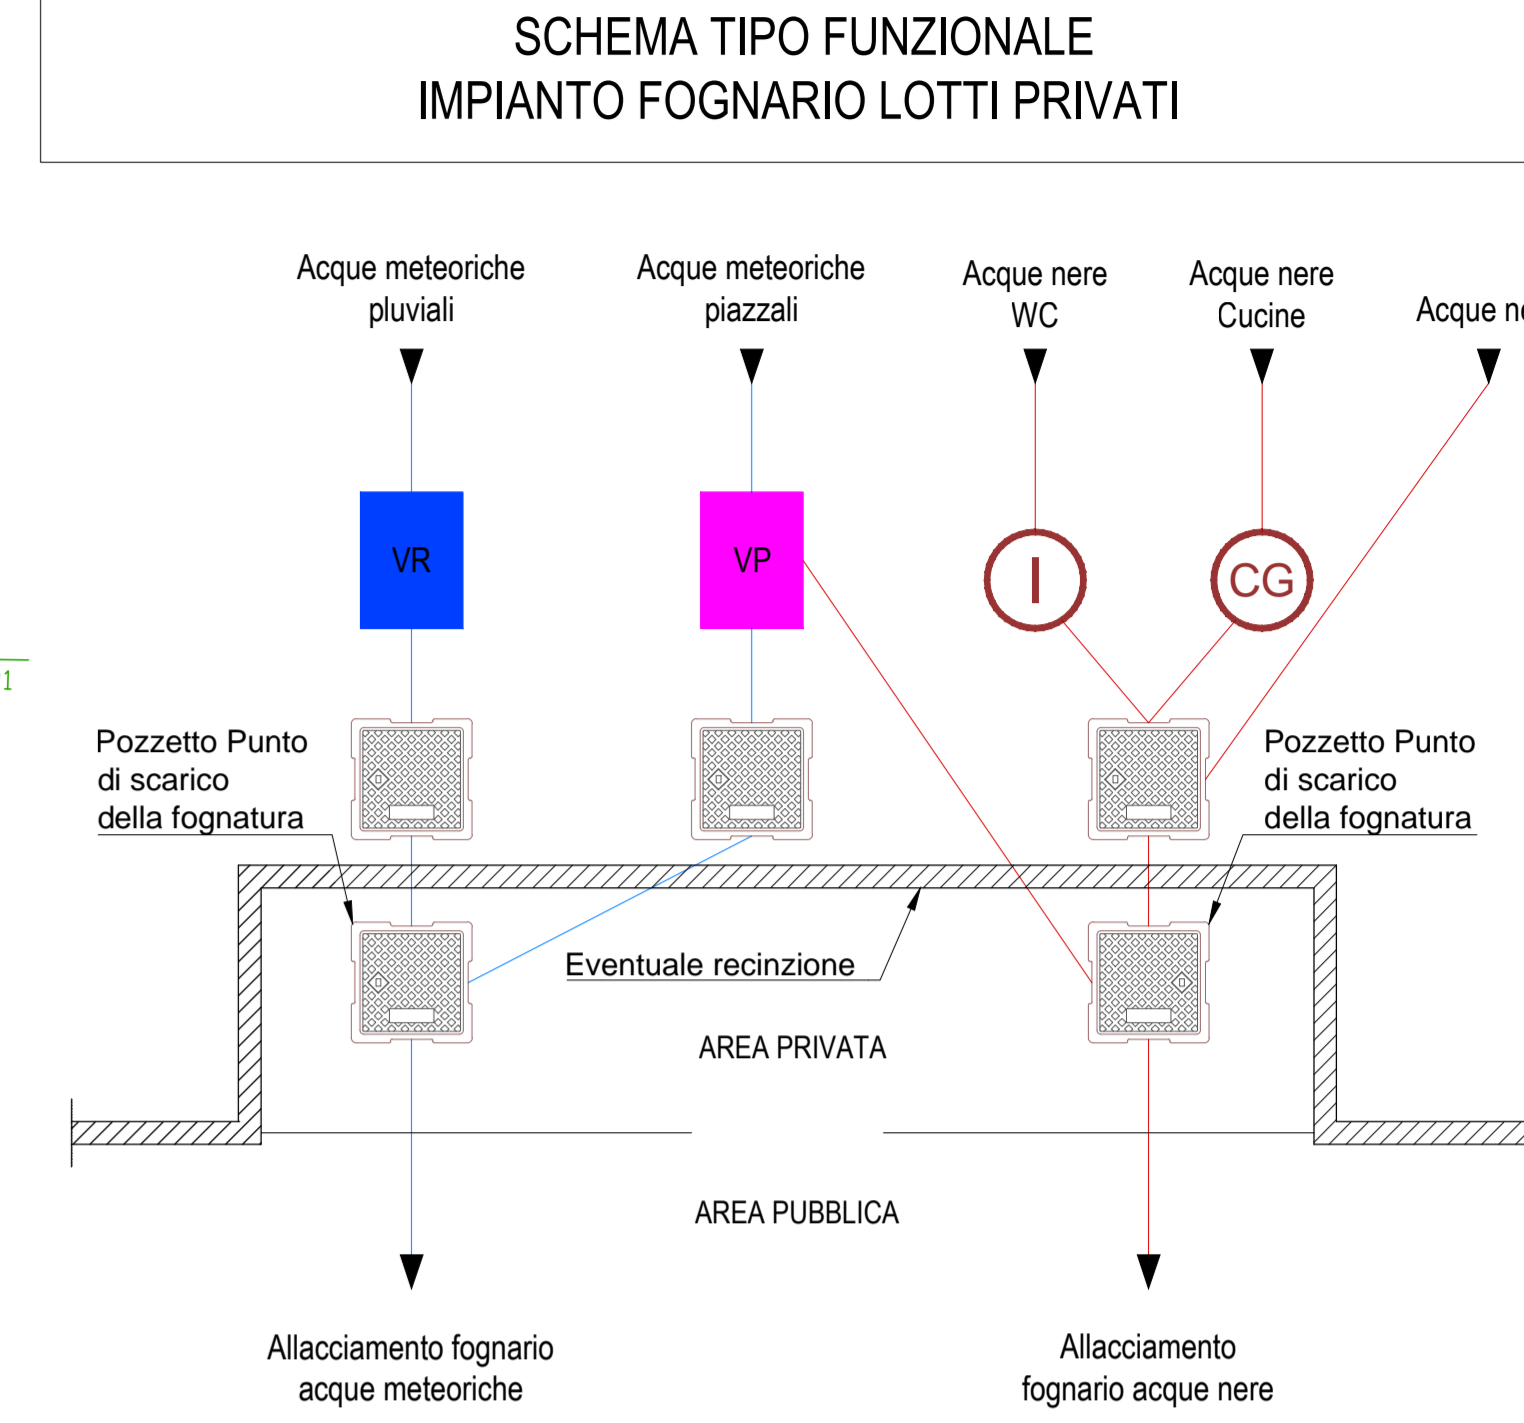 SCHEMA TIPO FUNZIONALE
IMPIANTO FOGNARIO LOTTI PRIVATI
Acque meteoriche
pluviali
Acque meteoriche
piazzali
Acque nere
WC
Acque nere
Cucine
Acque
VR
VP
I
CG
1
Pozzetto Punto
di scarico
della fognatura
Pozzetto Punto
di scarico
della fognatura
Eventuale recinzione
AREA PRIVATA
AREA PUBBLICA
Allacciamento fognario
acque meteoriche
Allacciamento
fognario acque nere